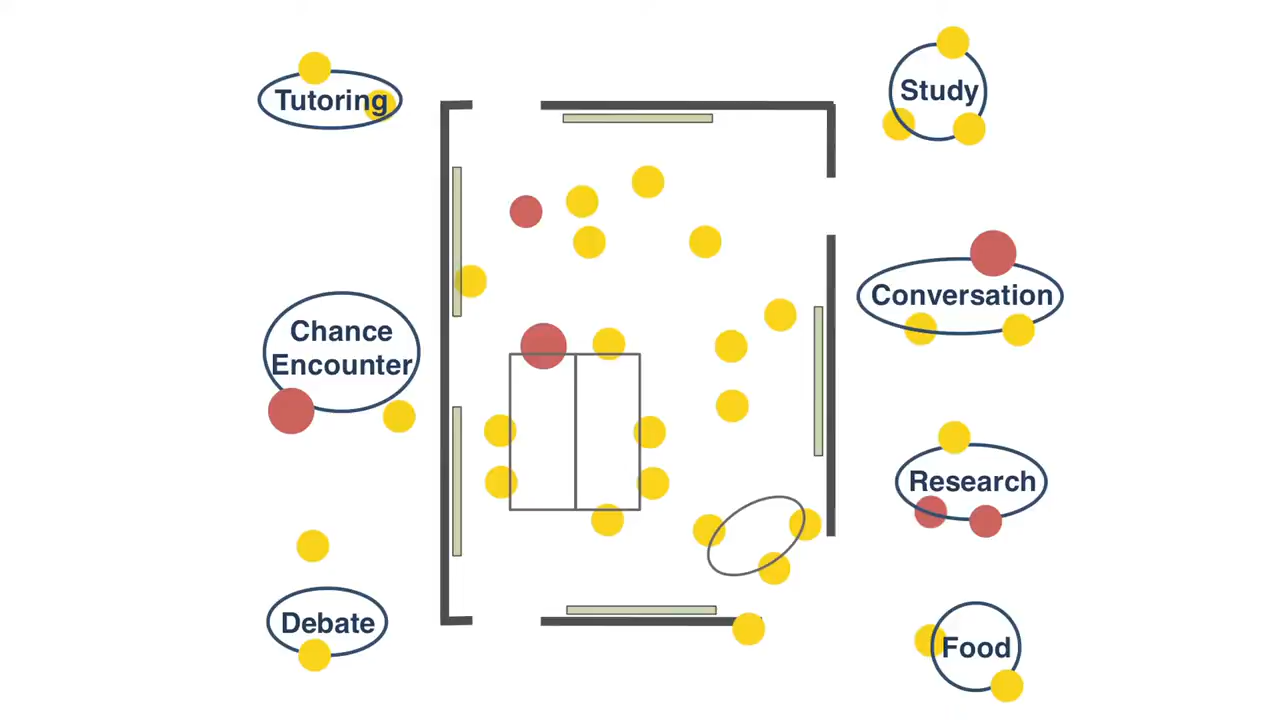 Tutoring
Study
Chance
Encounter
Conversation
Research
Debate
Food